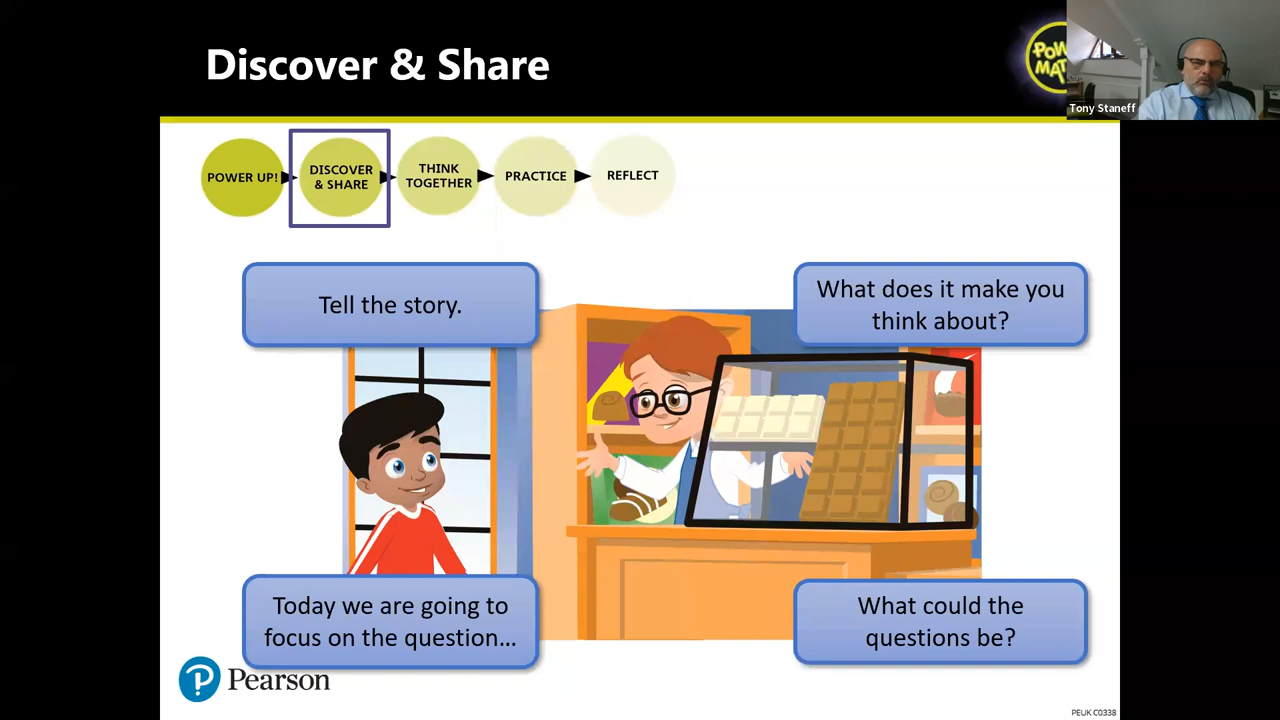 Discover & Share
POW
MAT
Tony Staneff
POWER UP!
DISCOVER
& SHARE
THINK
TOGETHER
PRACTICE
REFLECT
Tell the story.
What does it make you
think about?
Today we are going to
focus on the question...
What could the
questions be?
Pearson
PEUK C0338